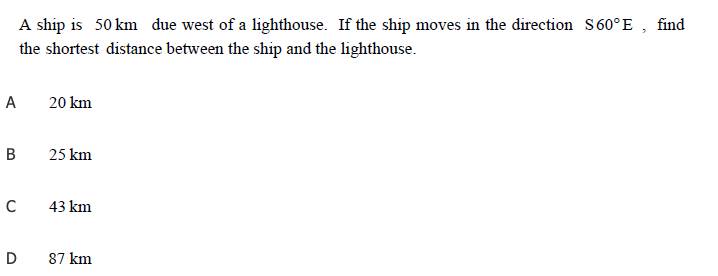 A ship is 50 km due west of a lighthouse. If the ship moves in the direction S60°E , find
the shortest distance between the ship and the lighthouse.
A 20 km
B 25 km
C 43 km
D 87 km